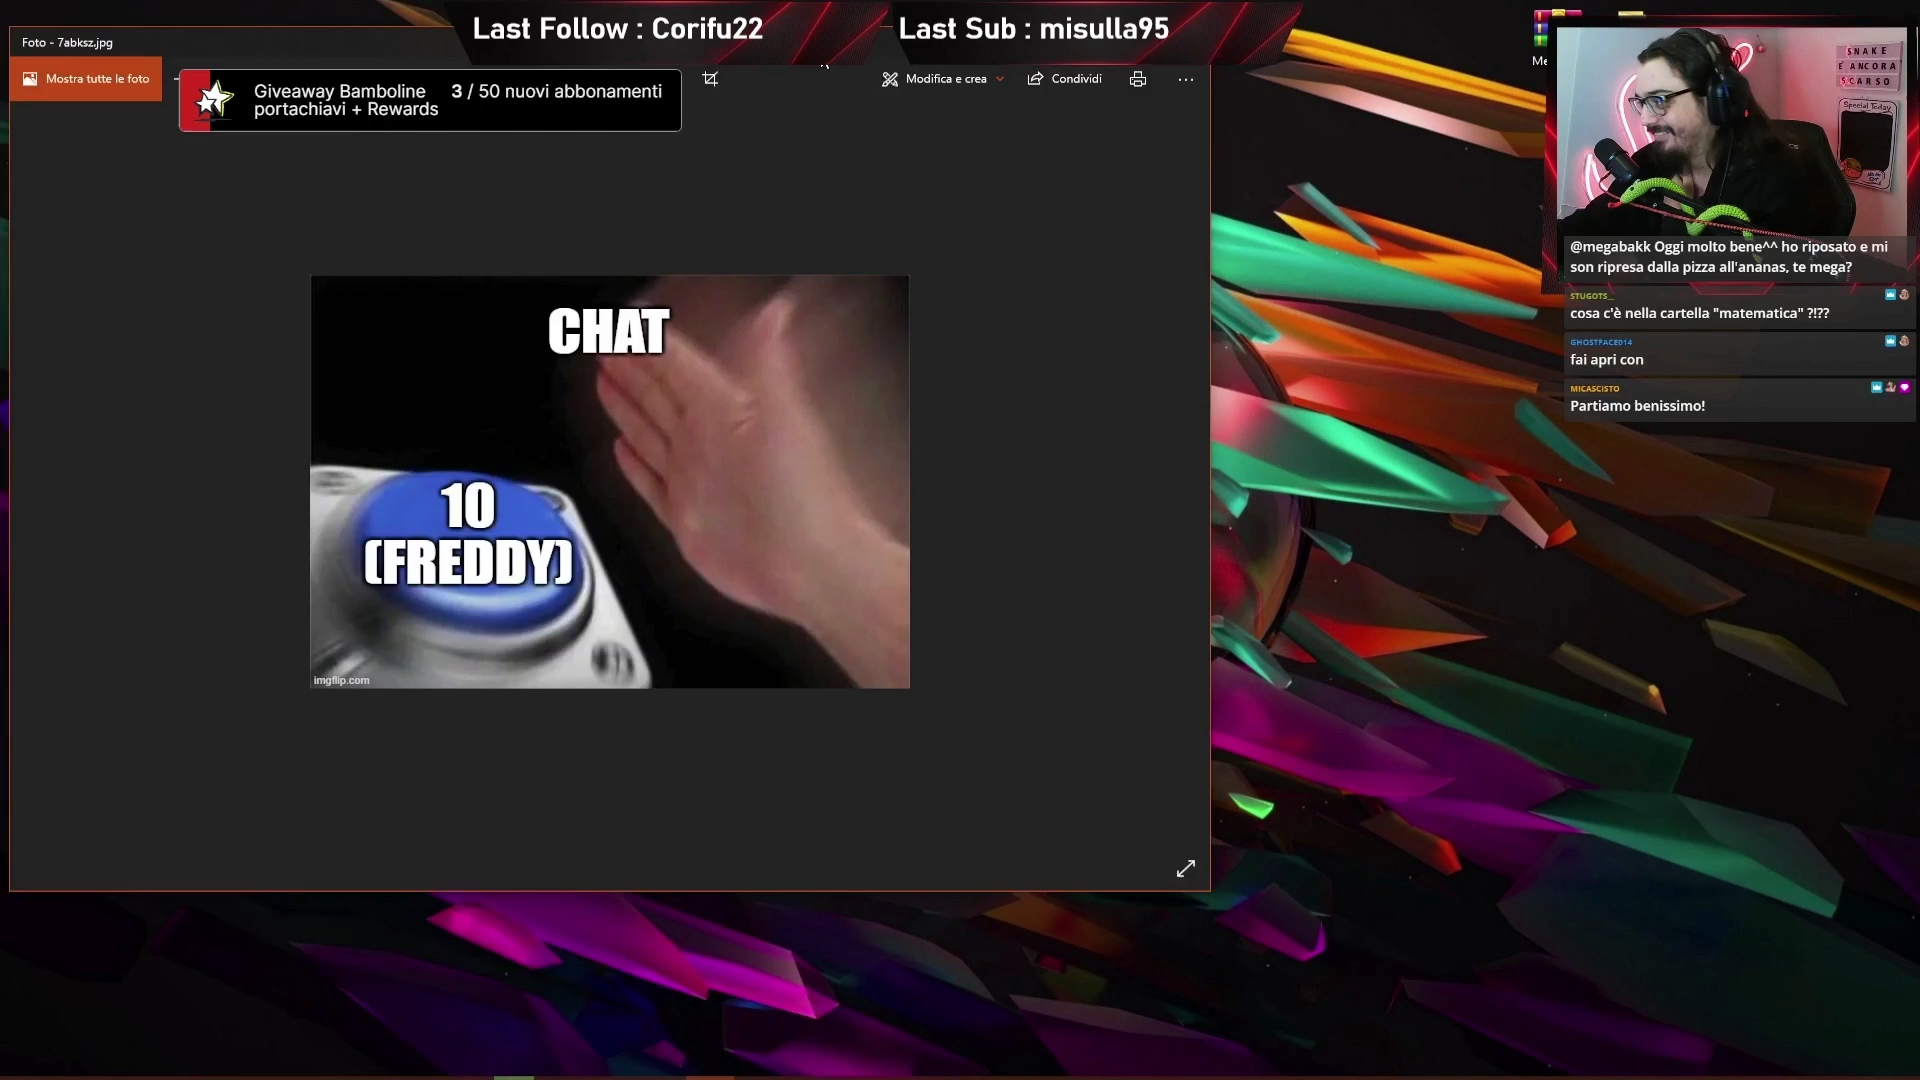 Last Follow : Corifu22
Last Sub : misulla95
Foto - 7abksz.jpg
Mostra tutte le foto
Giveaway Bamboline
portachiavi + Rewards
3 / 50 nuovi abbonamenti
Modifica e crea
Condividi
Me
SNAKE
E ANCORA
SCARSO
Special Today
@megabakk Oggi molto bene^^ ho riposato e mi
son ripresa dalla pizza all'ananas, te mega?
STUGOTS_
cosa c'è nella cartella "matematica" ?!??
GHOSTFACE014
fai apri con
MICASCISTO
Partiamo benissimo!
CHAT
10
(FREDDY)
imgflip.com